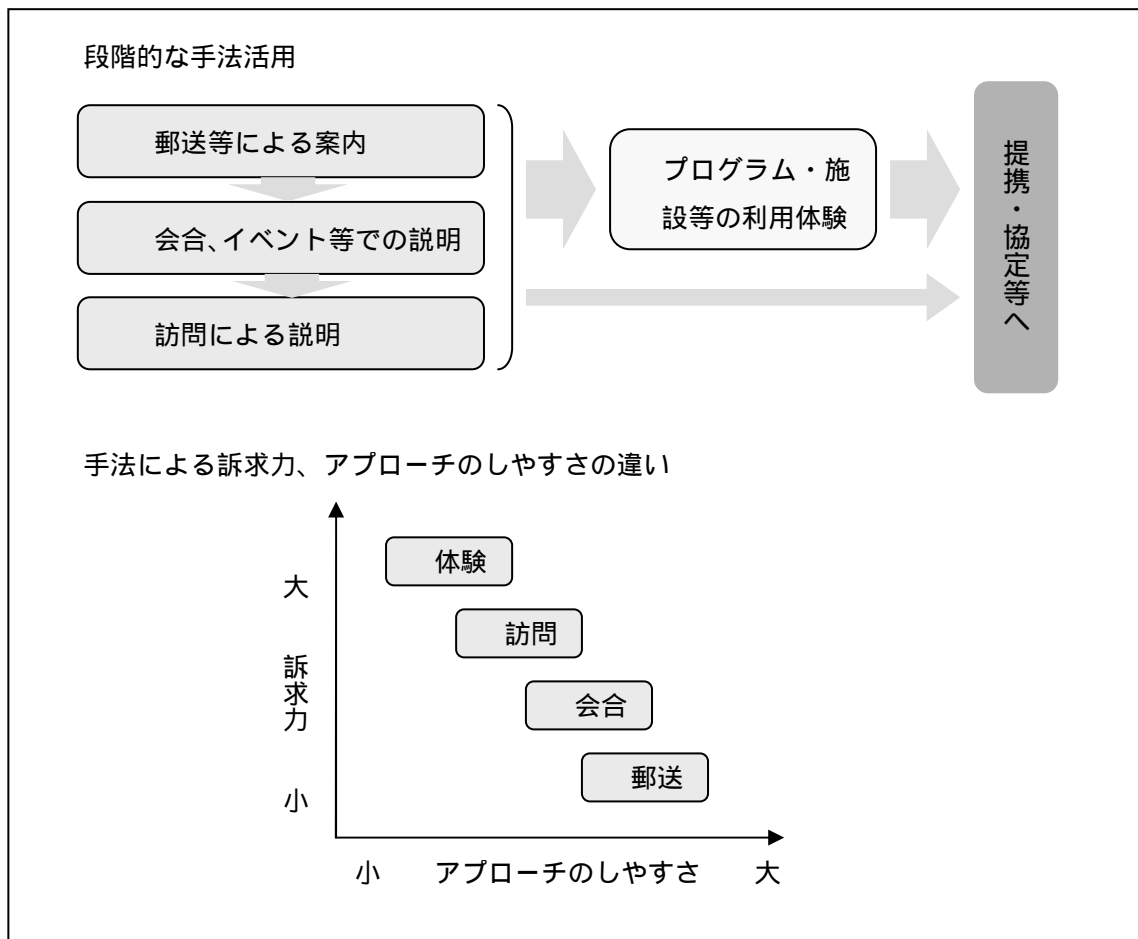 段階的な手法活用
郵送等による案内
会合、イベント等での説明
訪問による説明
プログラム・施
設等の利用体験
提携・協定等へ
手法による訴求力、アプローチのしやすさの違い
大
訴求力
小
体験
訪問
会合
郵送
小 アプローチのしやすさ 大